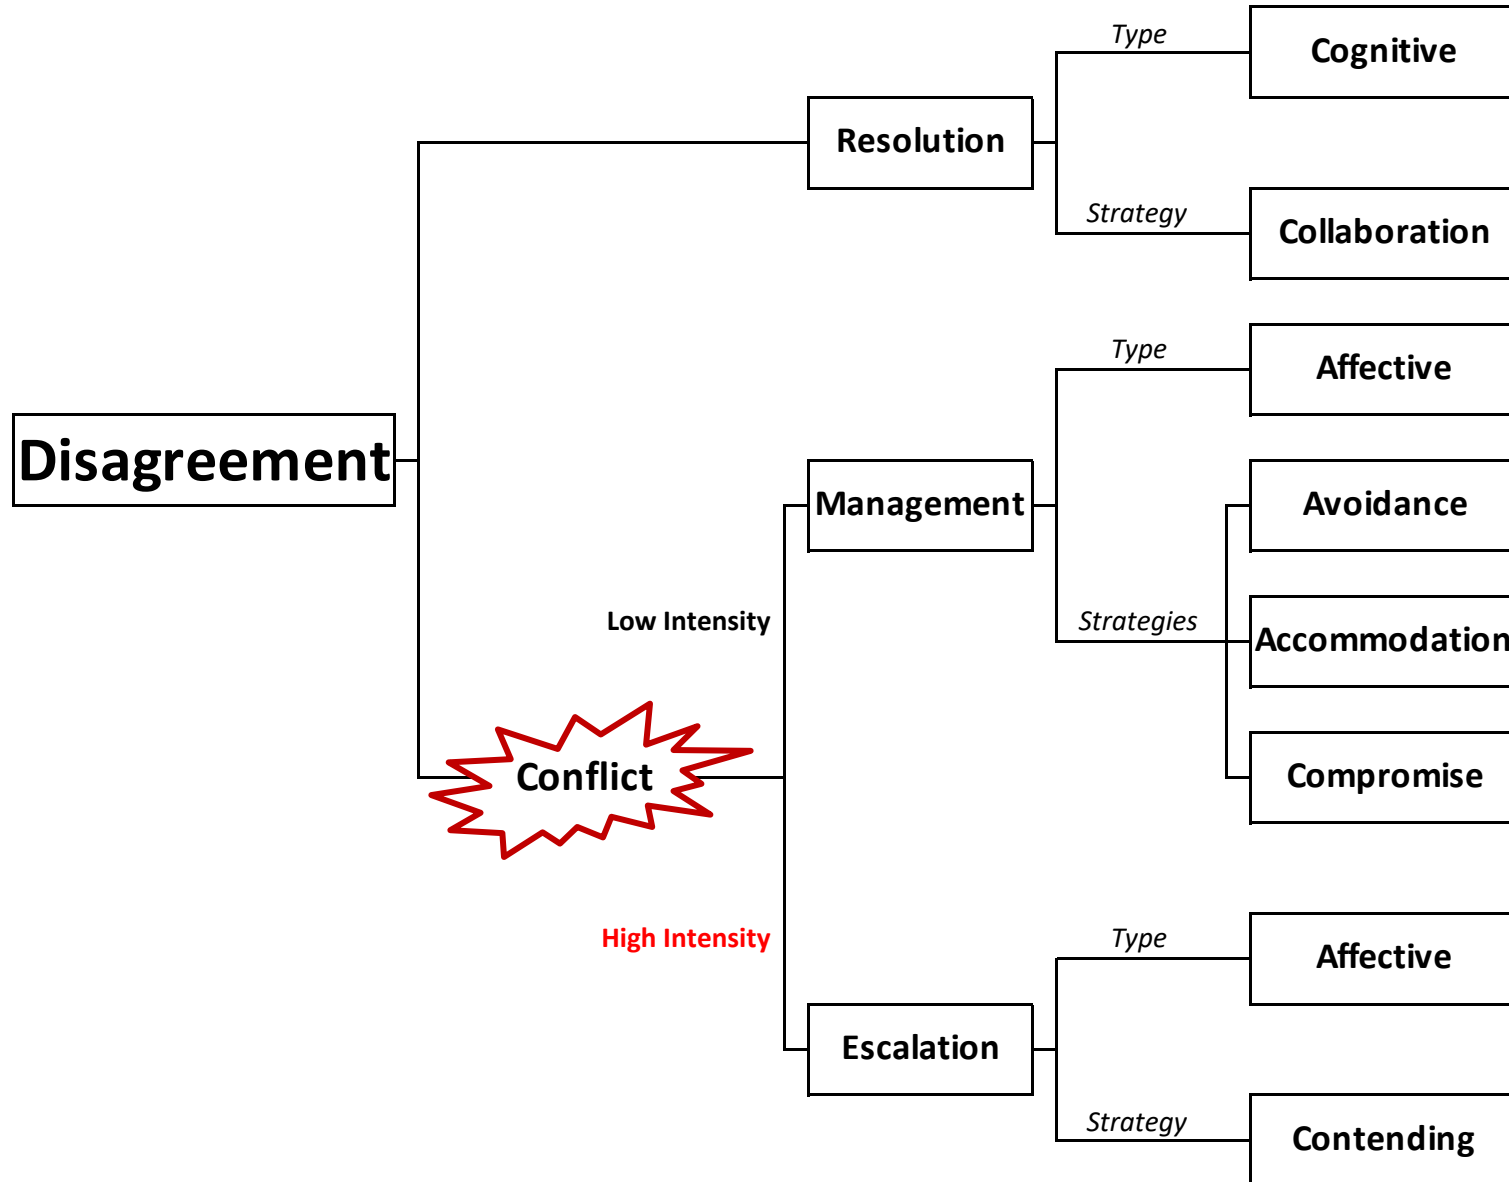 Type
Cognitive
Resolution
Strategy
Collaboration
Type
Affective
Disagreement
Management
Avoidance
Low Intensity
Strategies
Accommodation
Conflict
Compromise
High Intensity
Type
Affective
Escalation
Strategy
Contending